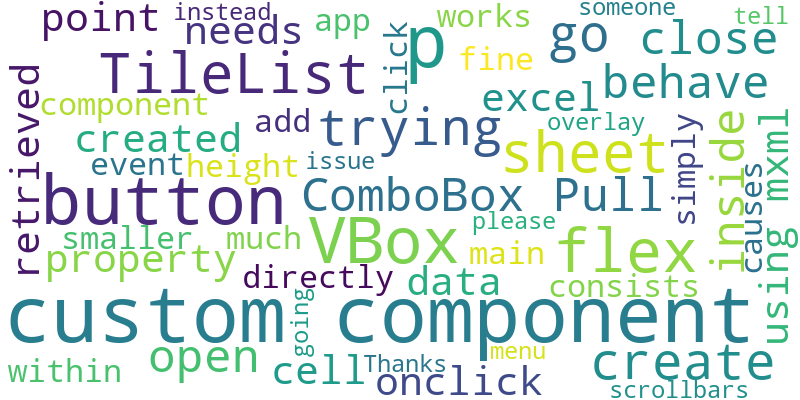 point
instead
needs
app
works
someone
tell
go
close
p
TileList
click
fine
behave
retrieved
component
excel
created
add
trying
overlay
sheet
simply
inside
mxml
event
height
issue
button
ComboBox Pull
causes
smaller
much
VBox
please
flex
property
directly
main
data
consists
using
custom
component
going
within
open
cell
Thanks
onclick
menu
create
scrollbars